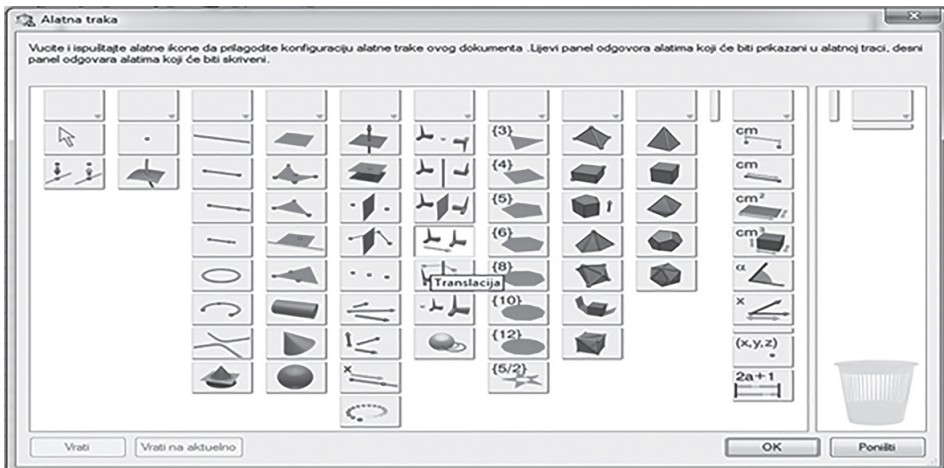 Alatna traka
Vucite i ispuštajte alatne ikone da prilagodite konfiguraciju alatne trake ovog dokumenta .Lijevi panel odgovora alatima koji će biti prikazani u alatnoj traci, desni
panel odgovara alatima koji će biti skriveni.
{3}
cm
{4}
cm
{5}
cm²
{6}
cm³
Translacija
{8}
α
{10}
x
{12}
(x,y,z)
x
{5/2}
2a+1
Vrati
Vrati na aktuelno
OK
Poništi